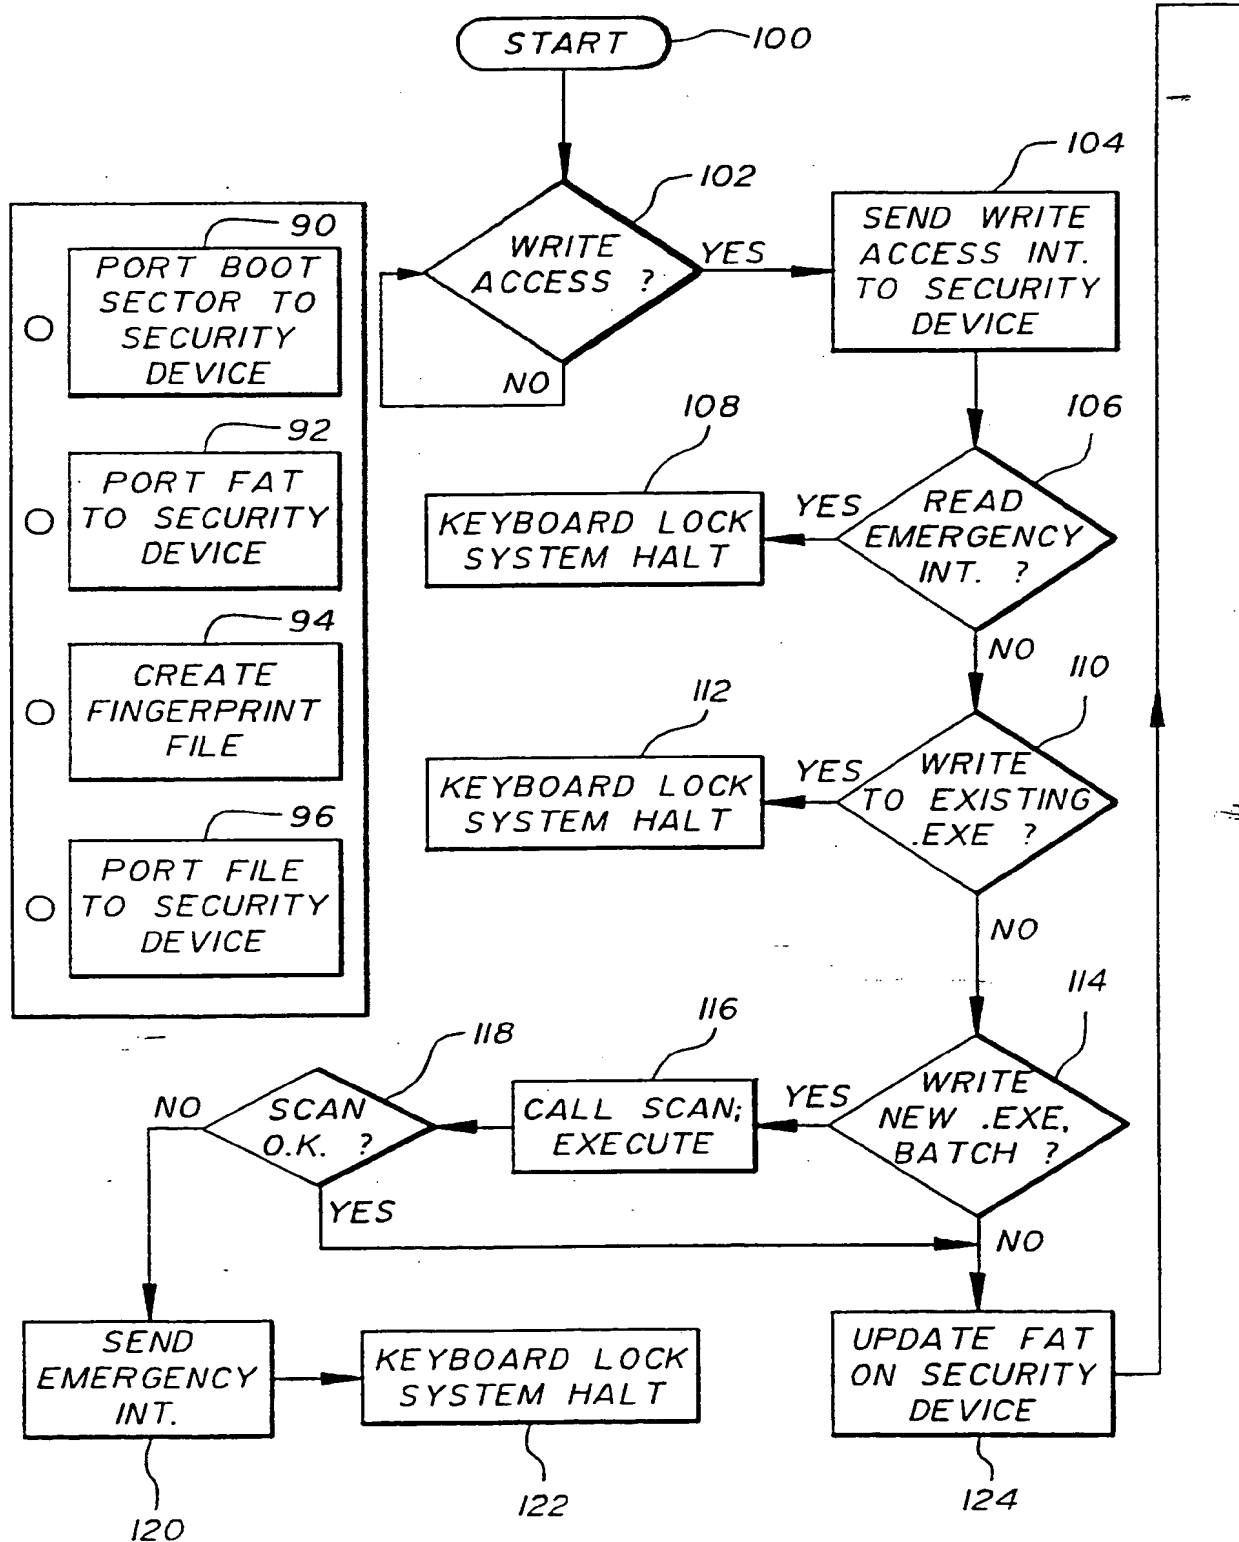 START
100
102
WRITE
ACCESS ?
YES
NO
104
SEND WRITE
ACCESS INT.
TO SECURITY
DEVICE
90
PORT BOOT
SECTOR TO
SECURITY
DEVICE
92
PORT FAT
TO SECURITY
DEVICE
94
CREATE
FINGERPRINT
FILE
96
PORT FILE
TO SECURITY
DEVICE
106
READ
EMERGENCY
INT. ?
YES
NO
108
KEYBOARD LOCK
SYSTEM HALT
110
WRITE
TO EXISTING
.EXE ?
YES
NO
112
KEYBOARD LOCK
SYSTEM HALT
114
WRITE
NEW .EXE,
BATCH ?
YES
NO
116
CALL SCAN;
EXECUTE
118
SCAN
O.K. ?
NO
YES
SEND
EMERGENCY
INT.
120
KEYBOARD LOCK
SYSTEM HALT
122
UPDATE FAT
ON SECURITY
DEVICE
124